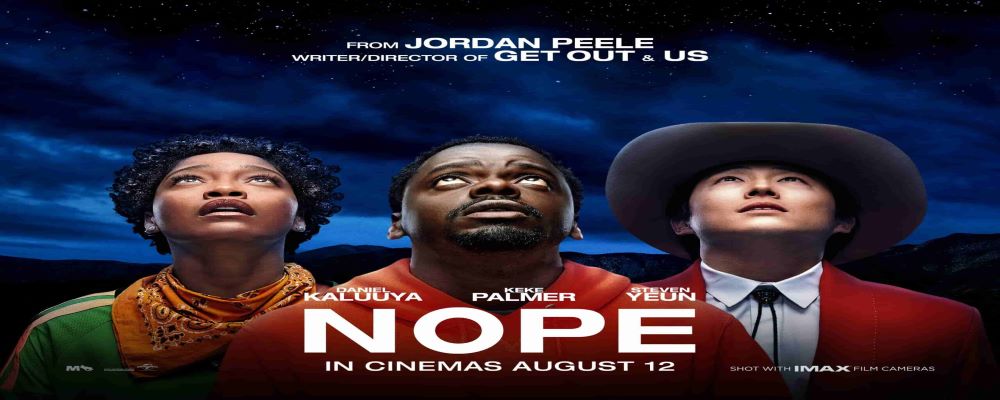 FROM JORDAN PEELE
WRITER/DIRECTOR OF GET OUT & US
DANIEL KALUUYA
KEKE PALMER
STEVEN YEUN
NOPE
IN CINEMAS AUGUST 12
SHOT WITH IMAX FILM CAMERAS